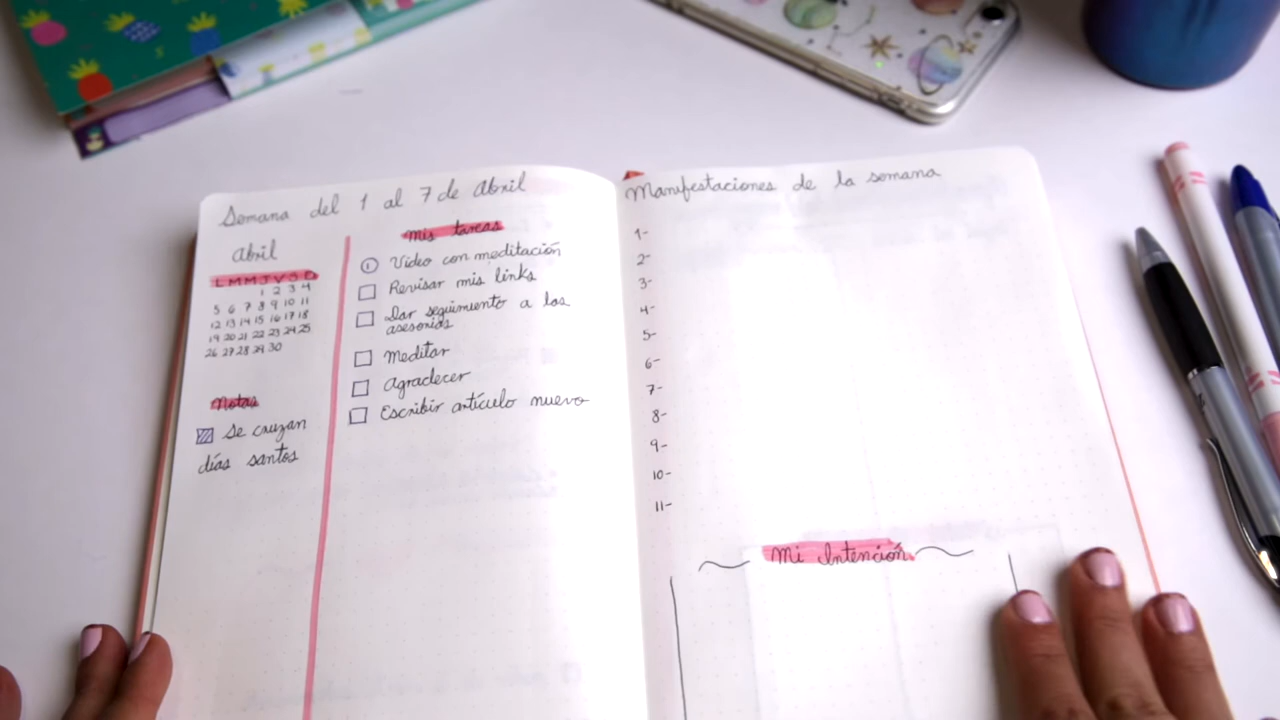 Semana del 1 al 7 de Abril
Abril
L M M J V S D
1 2 3 4
5 6 7 8 9 10 11
12 13 14 15 16 17 18
19 20 21 22 23 24 25
26 27 28 29 30
Notas
Se cruzan
días santos
Mis tareas
1 Video con meditación
Revisar mis links
Dar seguimiento a las
asesorías
Meditar
Agradecer
Escribir artículo nuevo
Manifestaciones de la semana
1-
2-
3-
4-
5-
6-
7-
8-
9-
10-
11-
Mi Intención